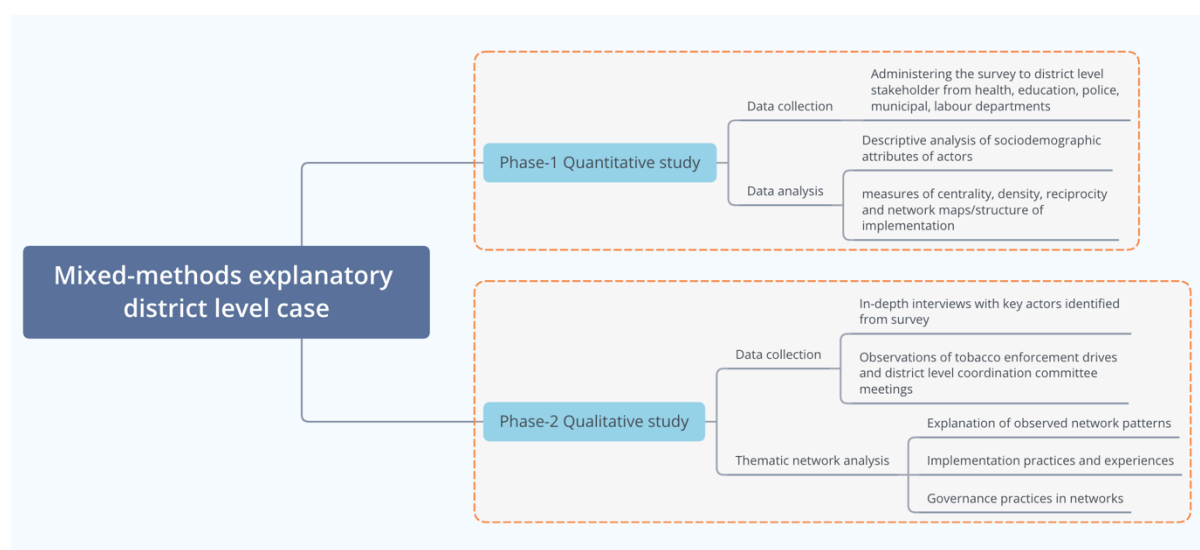 Mixed-methods explanatory
district level case
Phase-1 Quantitative study
Data collection
Administering the survey to district level
stakeholder from health, education, police,
municipal, labour departments
Data analysis
Descriptive analysis of sociodemographic
attributes of actors
measures of centrality, density, reciprocity
and network maps/structure of
implementation
Phase-2 Qualitative study
Data collection
In-depth interviews with key actors identified
from survey
Observations of tobacco enforcement drives
and district level coordination committee
meetings
Thematic network analysis
Explanation of observed network patterns
Implementation practices and experiences
Governance practices in networks